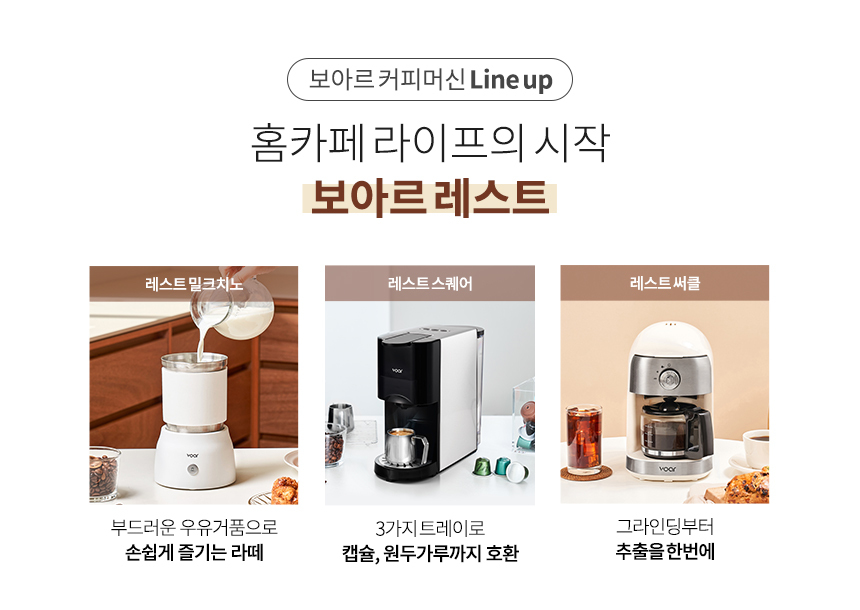 보아르 커피머신 Line up
홈카페 라이프의 시작
보아르 레스트
레스트 밀크치노
레스트 스퀘어
레스트 써클
voar
voar
voar
부드러운 우유거품으로
손쉽게 즐기는 라떼
3가지 트레이로
캡슐, 원두가루까지 호환
그라인딩부터
추출을 한번에